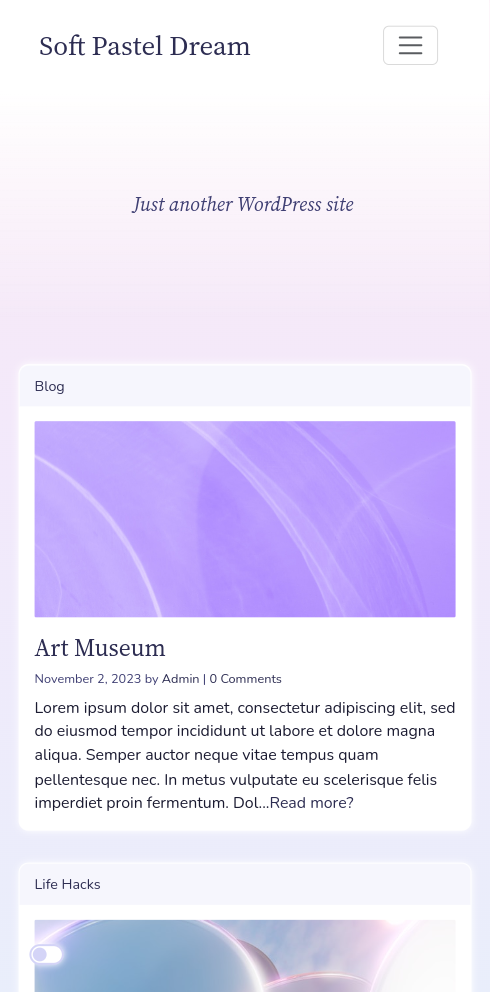 Soft Pastel Dream
Just another WordPress site
Blog
Art Museum
November 2, 2023 by Admin | 0 Comments
Lorem ipsum dolor sit amet, consectetur adipiscing elit, sed
do eiusmod tempor incididunt ut labore et dolore magna
aliqua. Semper auctor neque vitae tempus quam
pellentesque nec. In metus vulputate eu scelerisque felis
imperdiet proin fermentum. Dol...Read more?
Life Hacks